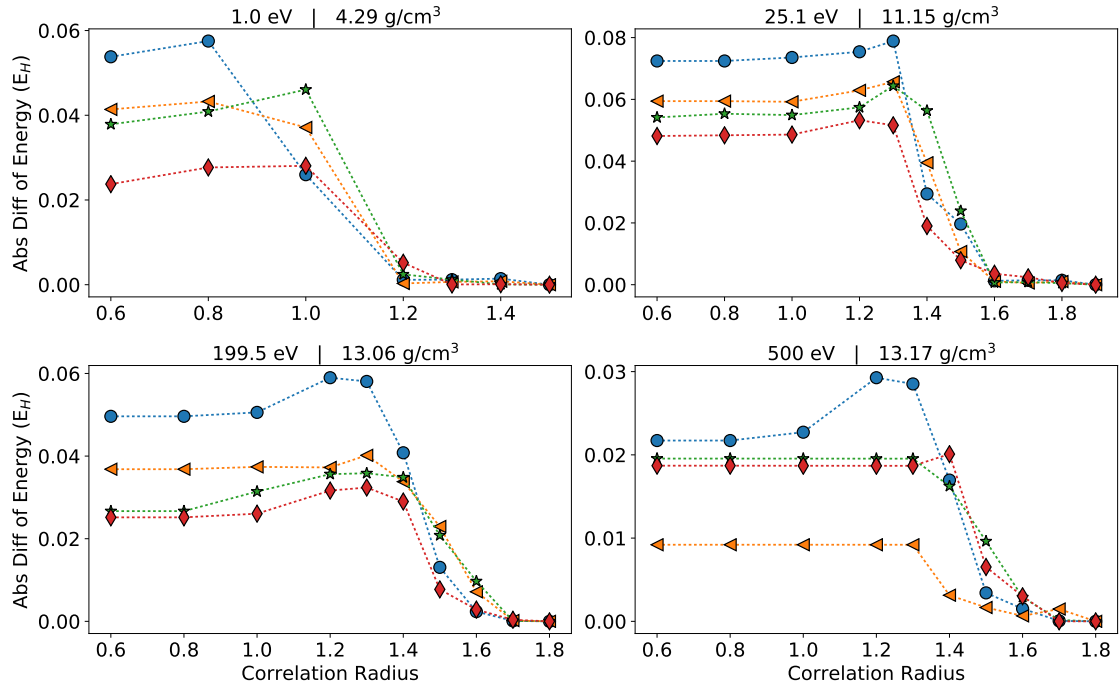 1.0 eV | 4.29 g/cm³
25.1 eV | 11.15 g/cm³
Abs Diff of Energy (E_H)
0.06
0.04
0.02
0.00
0.6 0.8 1.0 1.2 1.4
0.08
0.06
0.04
0.02
0.00
0.6 0.8 1.0 1.2 1.4 1.6 1.8
199.5 eV | 13.06 g/cm³
500 eV | 13.17 g/cm³
Abs Diff of Energy (E_H)
0.06
0.04
0.02
0.00
0.6 0.8 1.0 1.2 1.4 1.6 1.8
Correlation Radius
0.03
0.02
0.01
0.00
0.6 0.8 1.0 1.2 1.4 1.6 1.8
Correlation Radius